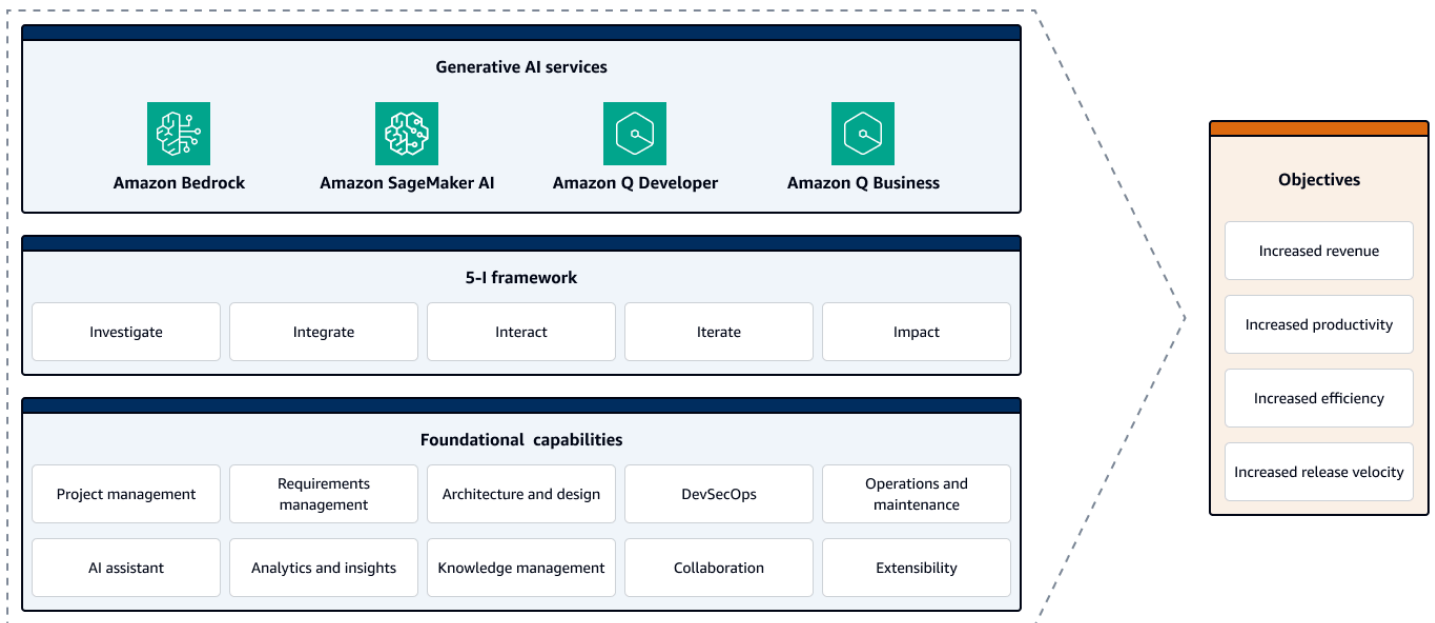 Generative AI services
Amazon Bedrock
Amazon SageMaker AI
Amazon Q Developer
Amazon Q Business
5-I framework
Investigate
Integrate
Interact
Iterate
Impact
Foundational capabilities
Project management
Requirements
management
Architecture and design
DevSecOps
Operations and
maintenance
AI assistant
Analytics and insights
Knowledge management
Collaboration
Extensibility
Objectives
Increased revenue
Increased productivity
Increased efficiency
Increased release velocity